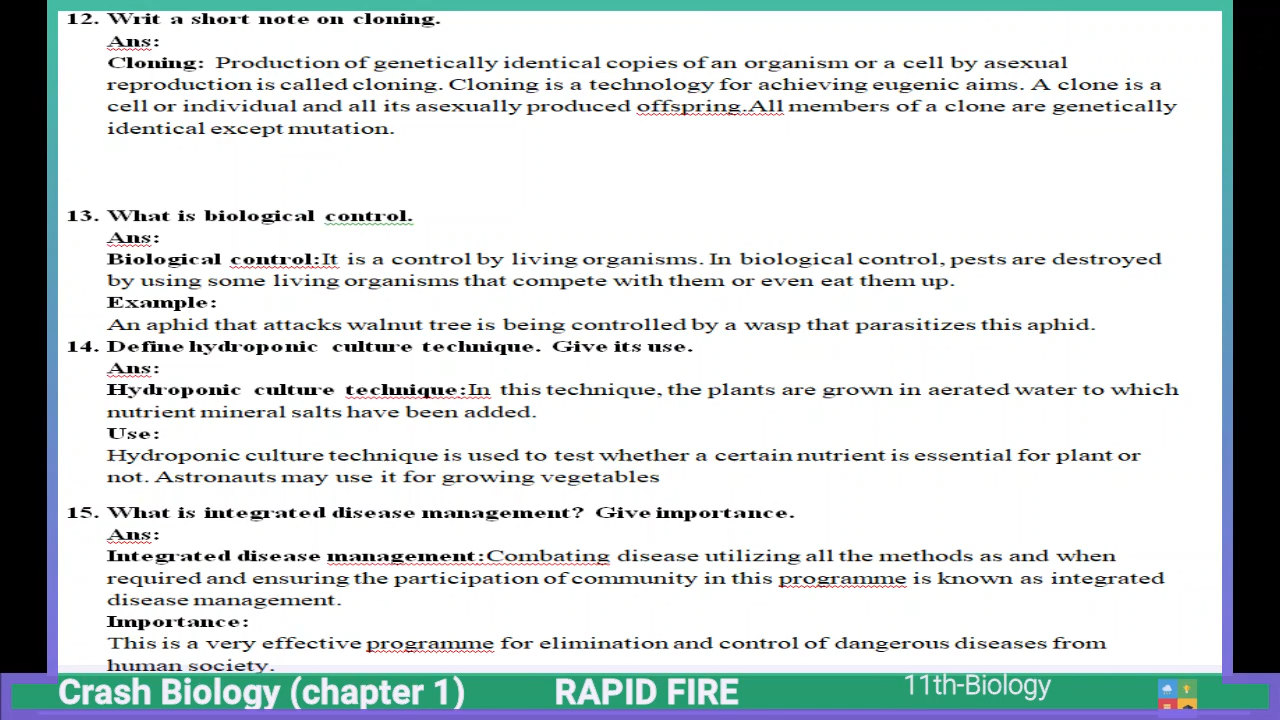 12. Writ a short note on cloning.
Ans:
Cloning: Production of genetically identical copies of an organism or a cell by asexual
reproduction is called cloning. Cloning is a technology for achieving eugenic aims. A clone is a
cell or individual and all its asexually produced offspring.All members of a clone are genetically
identical except mutation.
13. What is biological control.
Ans:
Biological control:It is a control by living organisms. In biological control, pests are destroyed
by using some living organisms that compete with them or even eat them up.
Example:
An aphid that attacks walnut tree is being controlled by a wasp that parasitizes this aphid.
14. Define hydroponic culture technique. Give its use.
Ans:
Hydroponic culture technique:In this technique, the plants are grown in aerated water to which
nutrient mineral salts have been added.
Use:
Hydroponic culture technique is used to test whether a certain nutrient is essential for plant or
not. Astronauts may use it for growing vegetables
15. What is integrated disease management? Give importance.
Ans:
Integrated disease management:Combating disease utilizing all the methods as and when
required and ensuring the participation of community in this programme is known as integrated
disease management.
Importance:
This is a very effective programme for elimination and control of dangerous diseases from
human society.
Crash Biology (chapter 1) RAPID FIRE 11th-Biology